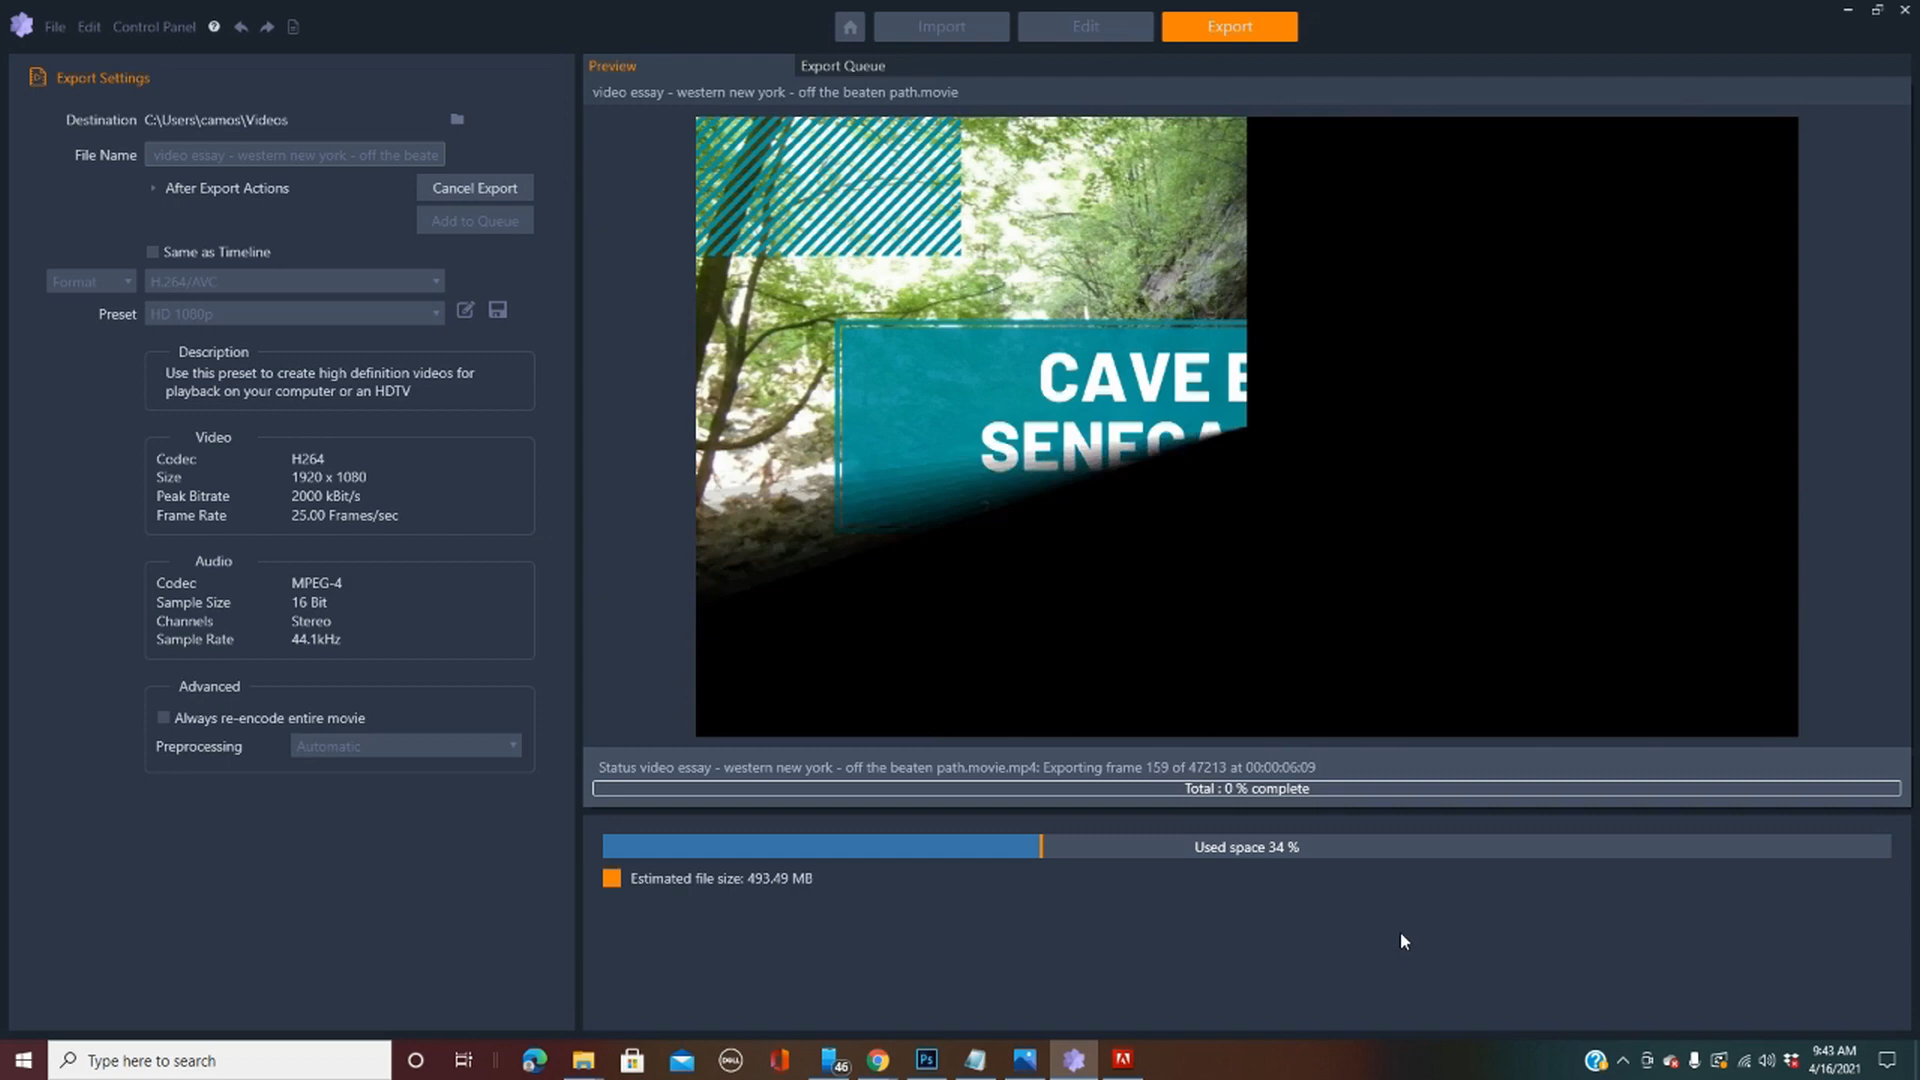 File Edit Control Panel
Import Edit Export
Export Settings
Destination C:\Users\camos\Videos
File Name video essay - western new york - off the beate
After Export Actions Cancel Export
Add to Queue
Same as Timeline
Format H.264/AVC
Preset HD 1080p
Description
Use this preset to create high definition videos for
playback on your computer or an HDTV
Video
Codec H264
Size 1920 x 1080
Peak Bitrate 2000 kBit/s
Frame Rate 25.00 Frames/sec
Audio
Codec MPEG-4
Sample Size 16 Bit
Channels Stereo
Sample Rate 44.1kHz
Advanced
Always re-encode entire movie
Preprocessing Automatic
Preview Export Queue
video essay - western new york - off the beaten path.movie
CAVE
SENECA
Status video essay - western new york - off the beaten path.movie.mp4: Exporting frame 159 of 47213 at 00:00:06:09
Total : 0 % complete
Used space 34 %
Estimated file size: 493.49 MB
Type here to search
DELL
46
Ps
9:43 AM
4/16/2021